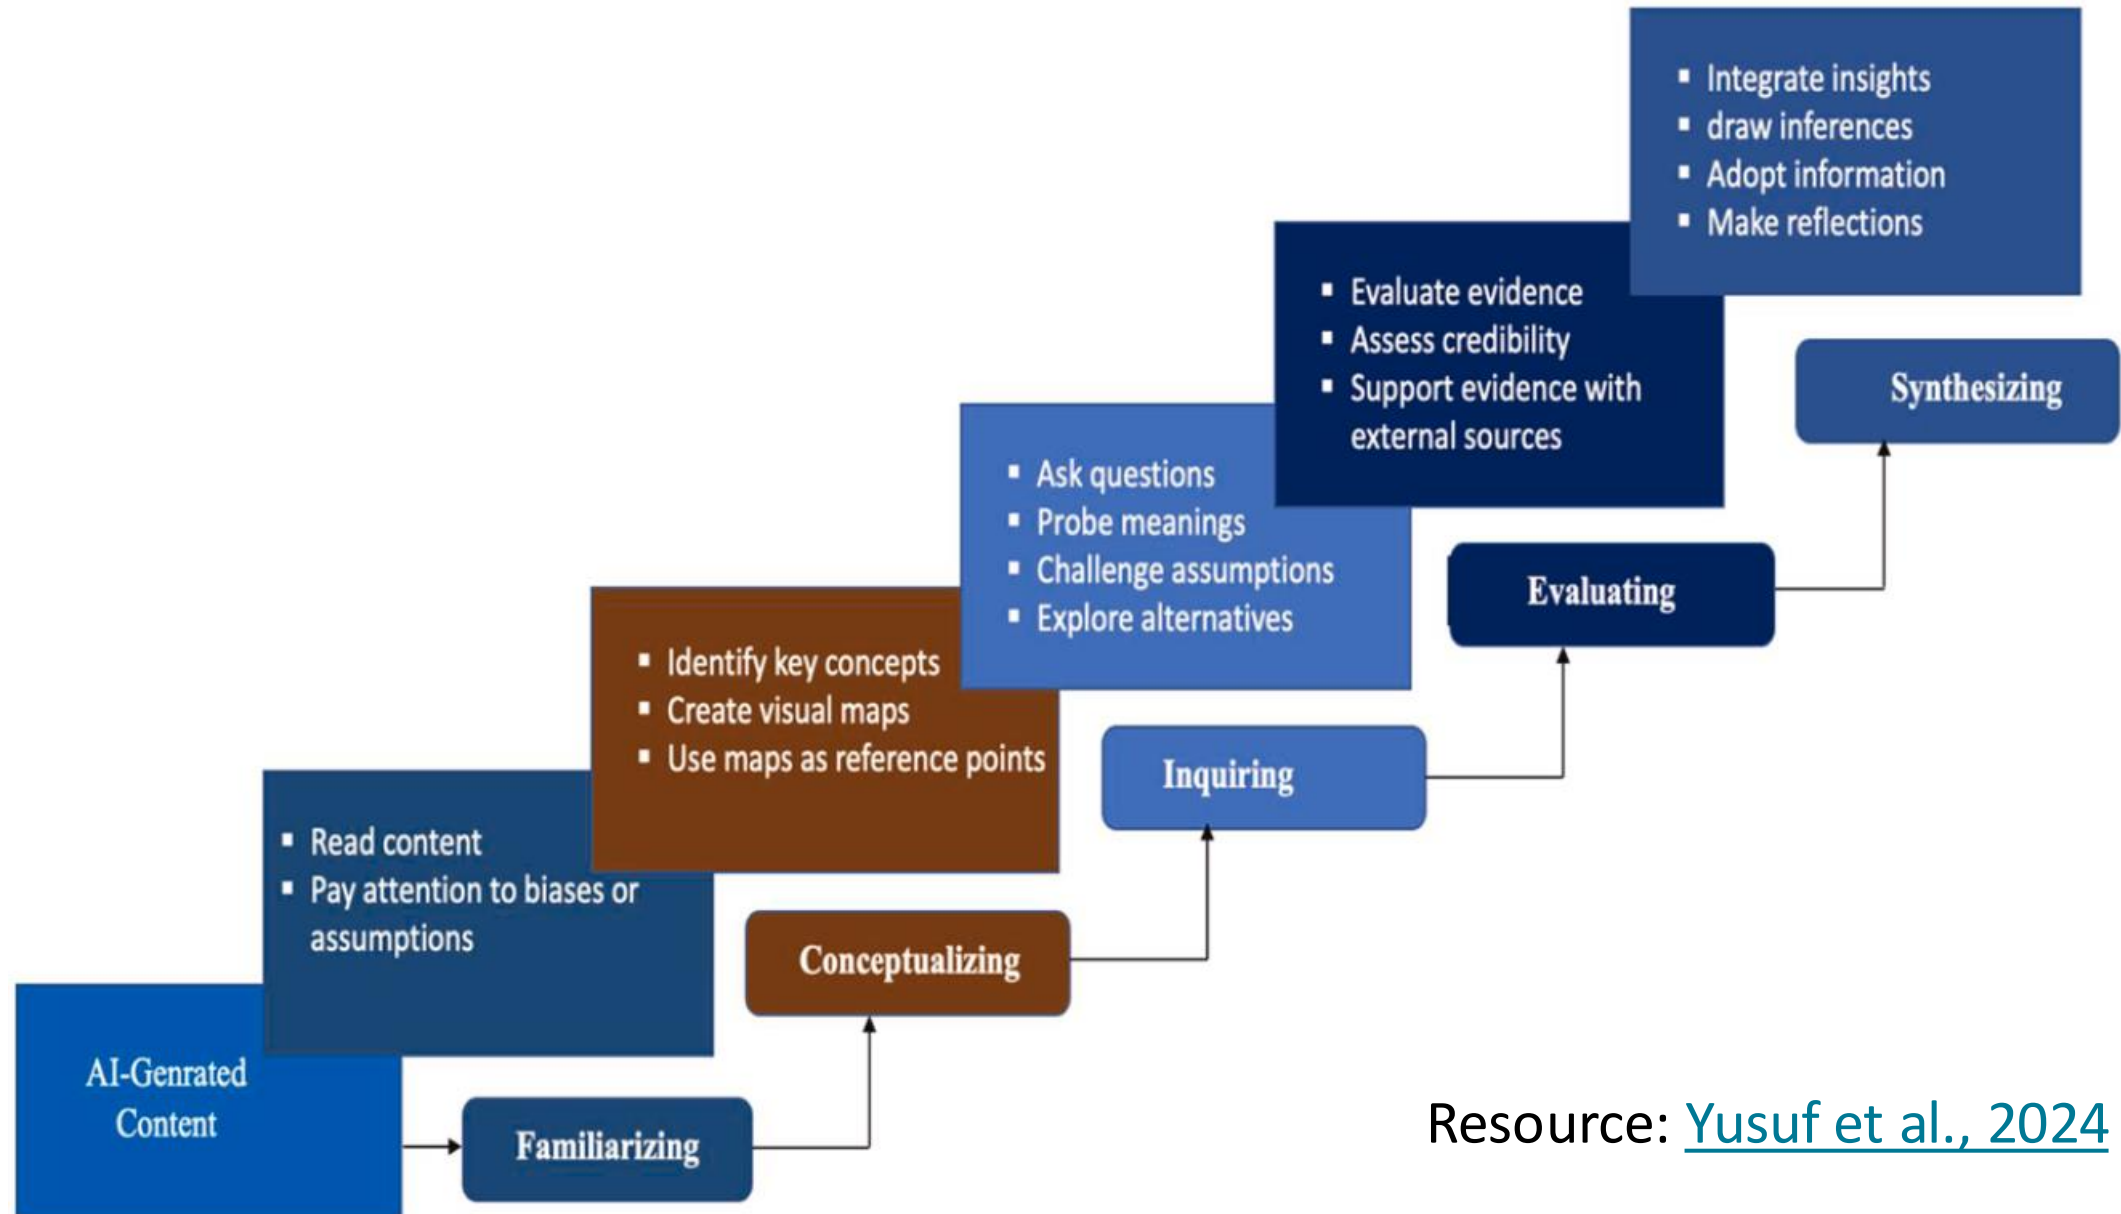 AI-Genrated
Content
Familiarizing
▪ Read content
▪ Pay attention to biases or
assumptions
Conceptualizing
▪ Identify key concepts
▪ Create visual maps
▪ Use maps as reference points
Inquiring
▪ Ask questions
▪ Probe meanings
▪ Challenge assumptions
▪ Explore alternatives
Evaluating
▪ Evaluate evidence
▪ Assess credibility
▪ Support evidence with
external sources
Synthesizing
▪ Integrate insights
▪ draw inferences
▪ Adopt information
▪ Make reflections
Resource: Yusuf et al., 2024